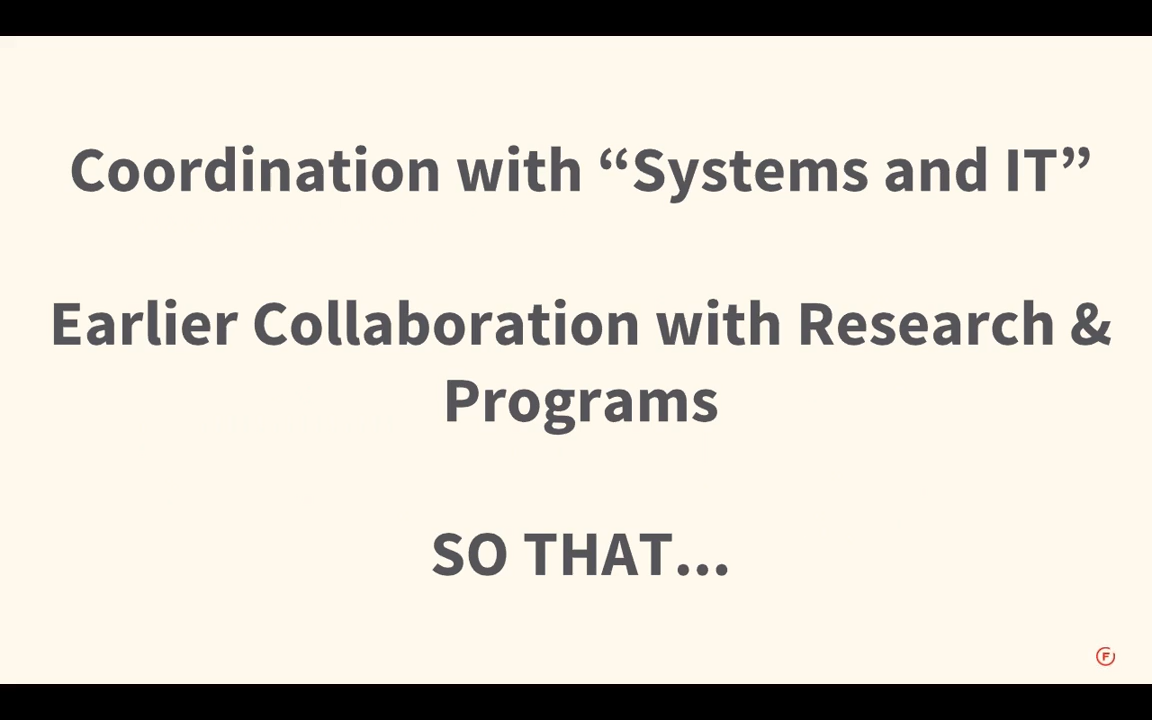 Coordination with “Systems and IT”
Earlier Collaboration with Research &
Programs
SO THAT...
F